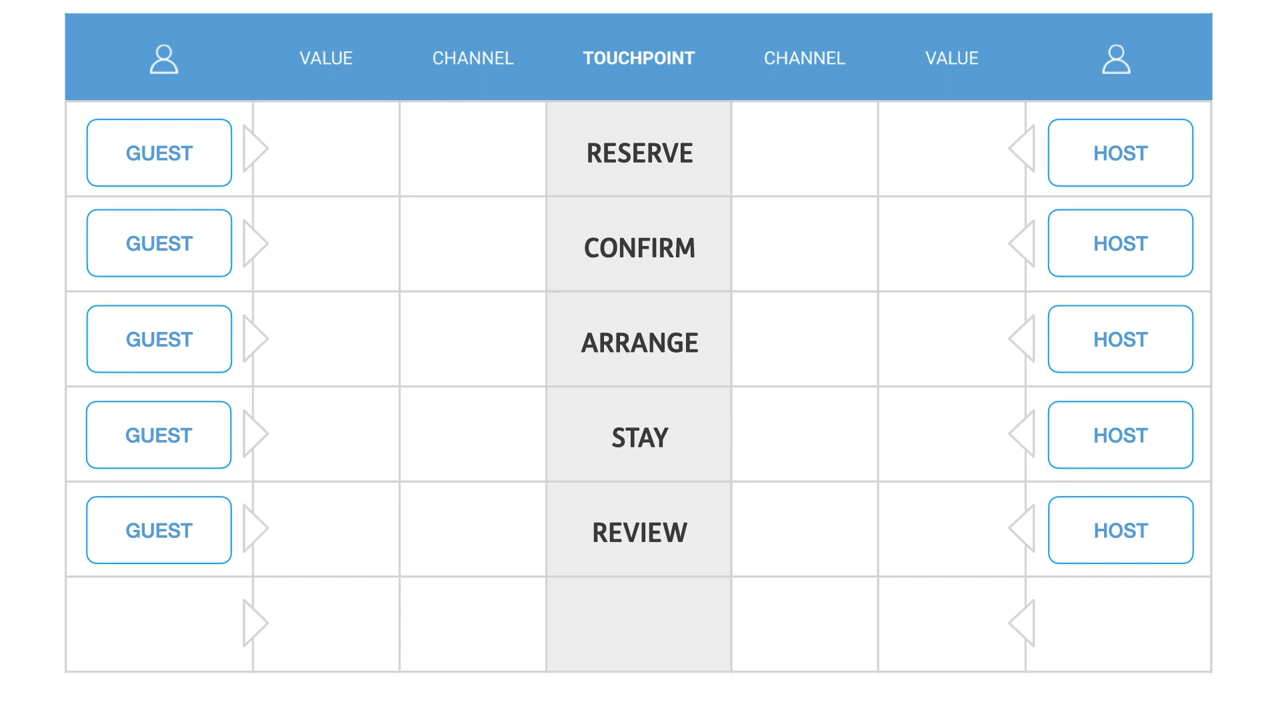 VALUE CHANNEL TOUCHPOINT CHANNEL VALUE
GUEST RESERVE HOST
GUEST CONFIRM HOST
GUEST ARRANGE HOST
GUEST STAY HOST
GUEST REVIEW HOST